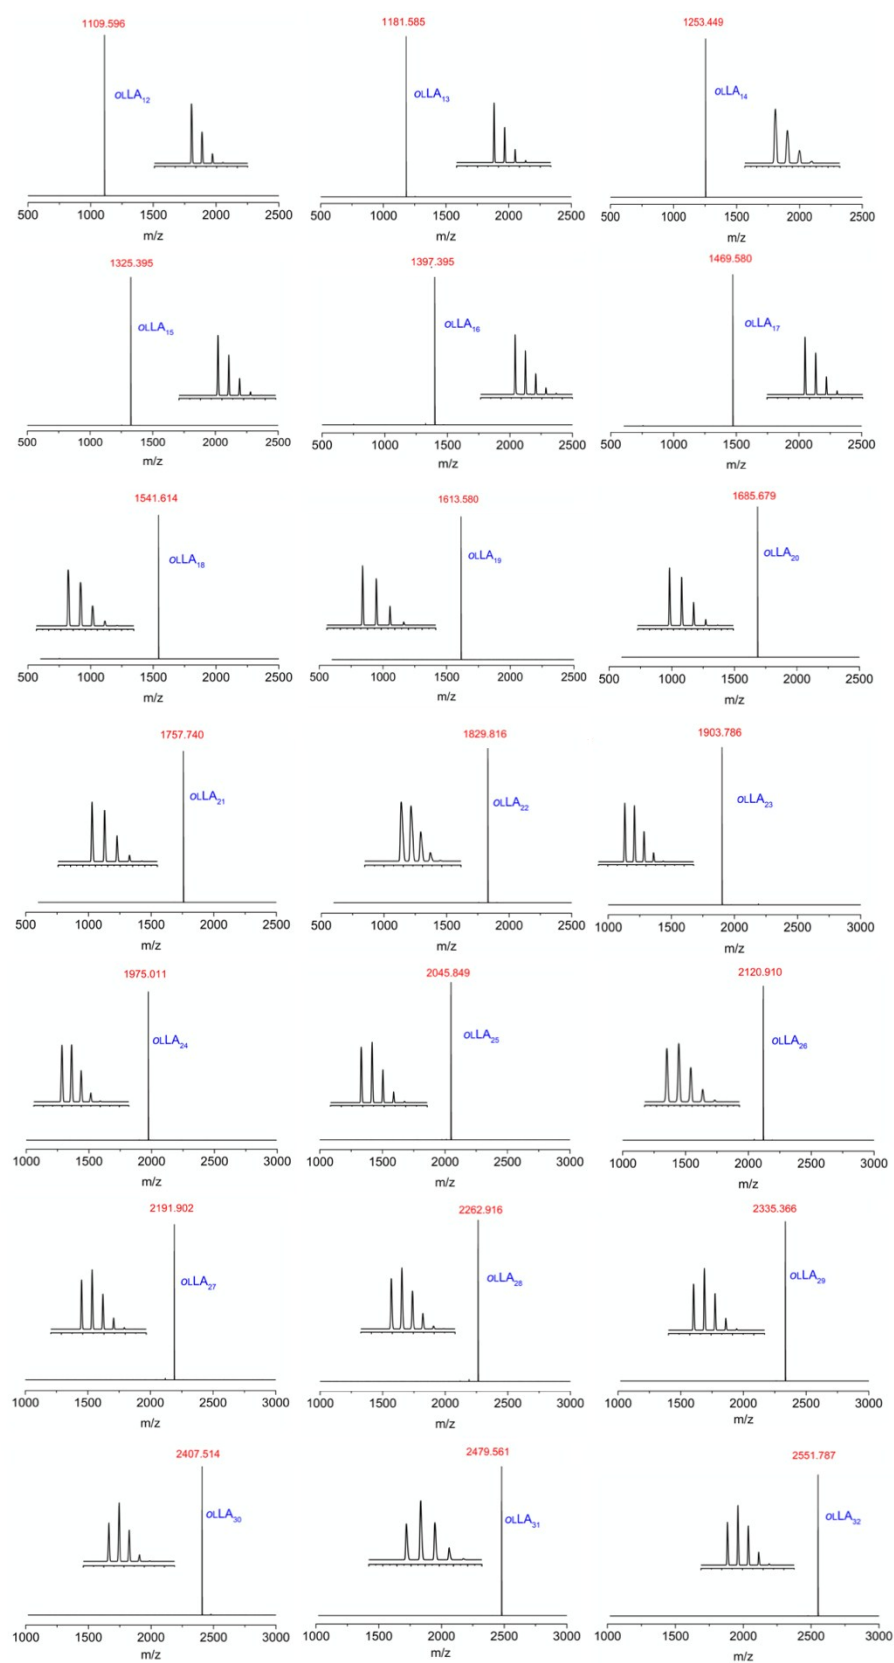 1109.596
oLLA12
500 1000 1500 2000 2500
m/z
1181.585
oLLA13
500 1000 1500 2000 2500
m/z
1253.449
oLLA14
500 1000 1500 2000 2500
m/z
1325.395
oLLA15
500 1000 1500 2000 2500
m/z
1397.395
oLLA16
500 1000 1500 2000 2500
m/z
1469.580
oLLA17
500 1000 1500 2000 2500
m/z
1541.614
oLLA18
500 1000 1500 2000 2500
m/z
1613.580
oLLA19
500 1000 1500 2000 2500
m/z
1685.679
oLLA20
500 1000 1500 2000 2500
m/z
1757.740
oLLA21
500 1000 1500 2000 2500
m/z
1829.816
oLLA22
500 1000 1500 2000 2500
m/z
1903.786
oLLA23
1000 1500 2000 2500 3000
m/z
1975.011
oLLA24
1000 1500 2000 2500 3000
m/z
2045.849
oLLA25
1000 1500 2000 2500 3000
m/z
2120.910
oLLA26
1000 1500 2000 2500 3000
m/z
2191.902
oLLA27
1000 1500 2000 2500 3000
m/z
2262.916
oLLA28
1000 1500 2000 2500 3000
m/z
2335.366
oLLA29
1000 1500 2000 2500 3000
m/z
2407.514
oLLA30
1000 1500 2000 2500 3000
m/z
2479.561
oLLA31
1000 1500 2000 2500 3000
m/z
2551.787
oLLA32
1000 1500 2000 2500 3000
m/z